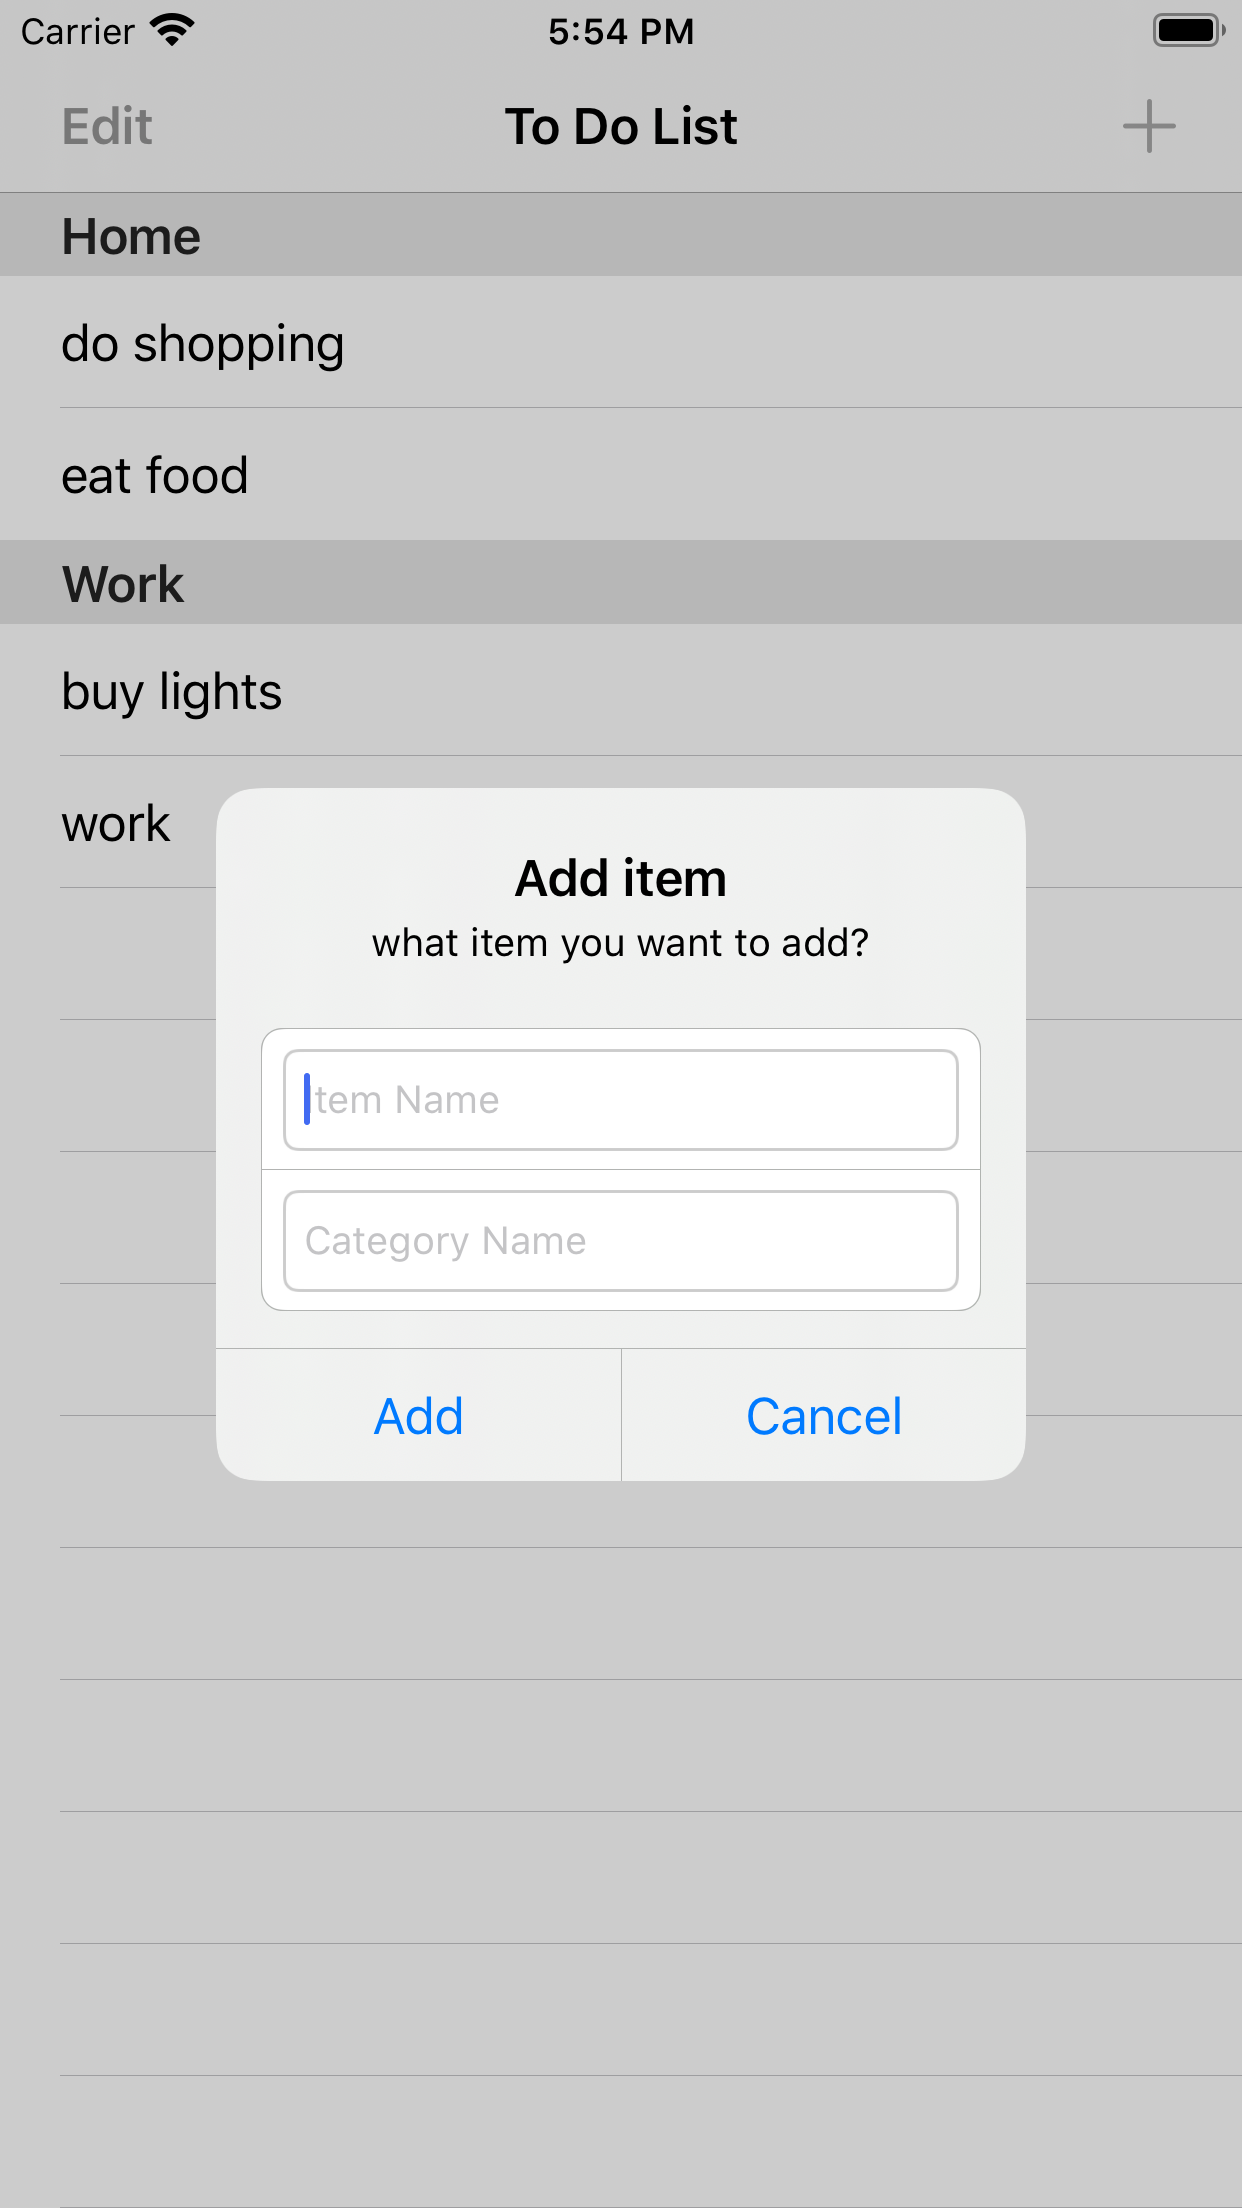 Carrier 5:54 PM
Edit To Do List
Home
do shopping
eat food
Work
buy lights
work
Add item
what item you want to add?
Item Name
Category Name
Add Cancel